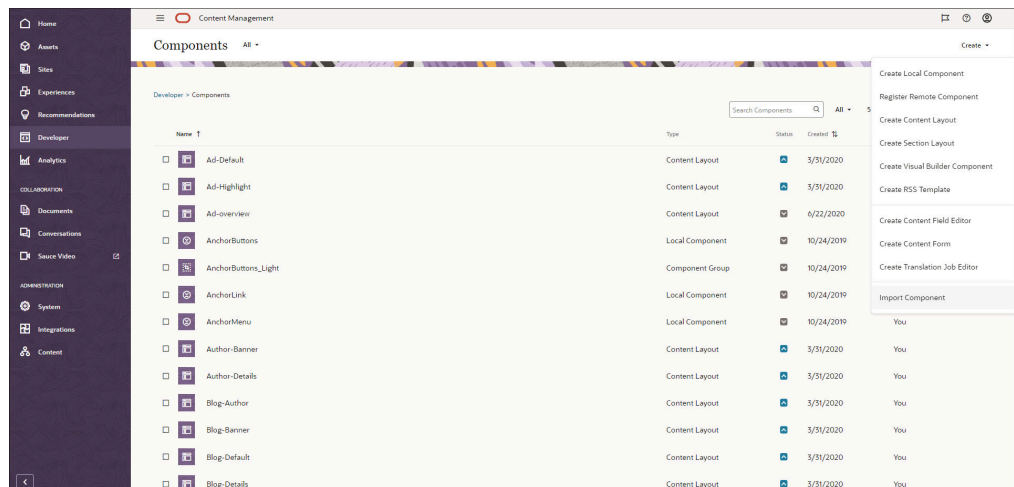 Content Management
Home
Assets
Sites
Experiences
Recommendations
Developer
Analytics
COLLABORATION
Documents
Conversations
Sauce Video
ADMINISTRATION
System
Integrations
Content
Components All
Create
Create Local Component
Register Remote Component
Create Content Layout
Create Section Layout
Create Visual Builder Component
Create RSS Template
Create Content Field Editor
Create Content Form
Create Translation Job Editor
Import Component
Developer > Components
Search Components All 5
Name Type Status Created
Ad-Default Content Layout 3/31/2020
Ad-Highlight Content Layout 3/31/2020
Ad-overview Content Layout 6/22/2020
AnchorButtons Local Component 10/24/2019
AnchorButtons_Light Component Group 10/24/2019
AnchorLink Local Component 10/24/2019
AnchorMenu Local Component 10/24/2019 You
Author-Banner Content Layout 3/31/2020 You
Author-Details Content Layout 3/31/2020 You
Blog-Author Content Layout 3/31/2020 You
Blog-Banner Content Layout 3/31/2020 You
Blog-Default Content Layout 3/31/2020 You
Blog-Details Content Layout 3/31/2020 You